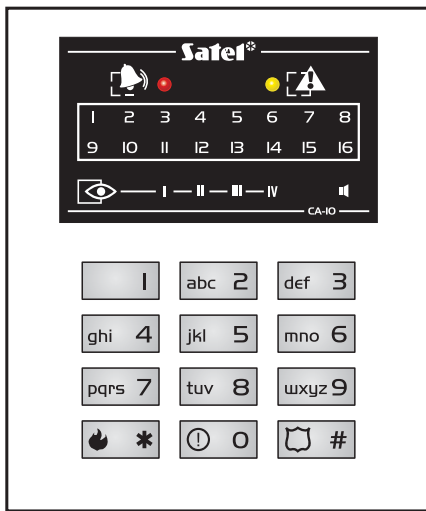 Satel®
1 2 3 4 5 6 7 8
9 10 11 12 13 14 15 16
I II III IV
CA-10
1 abc 2 def 3
ghi 4 jkl 5 mno 6
pqrs 7 tuv 8 wxyz 9
* 0 #